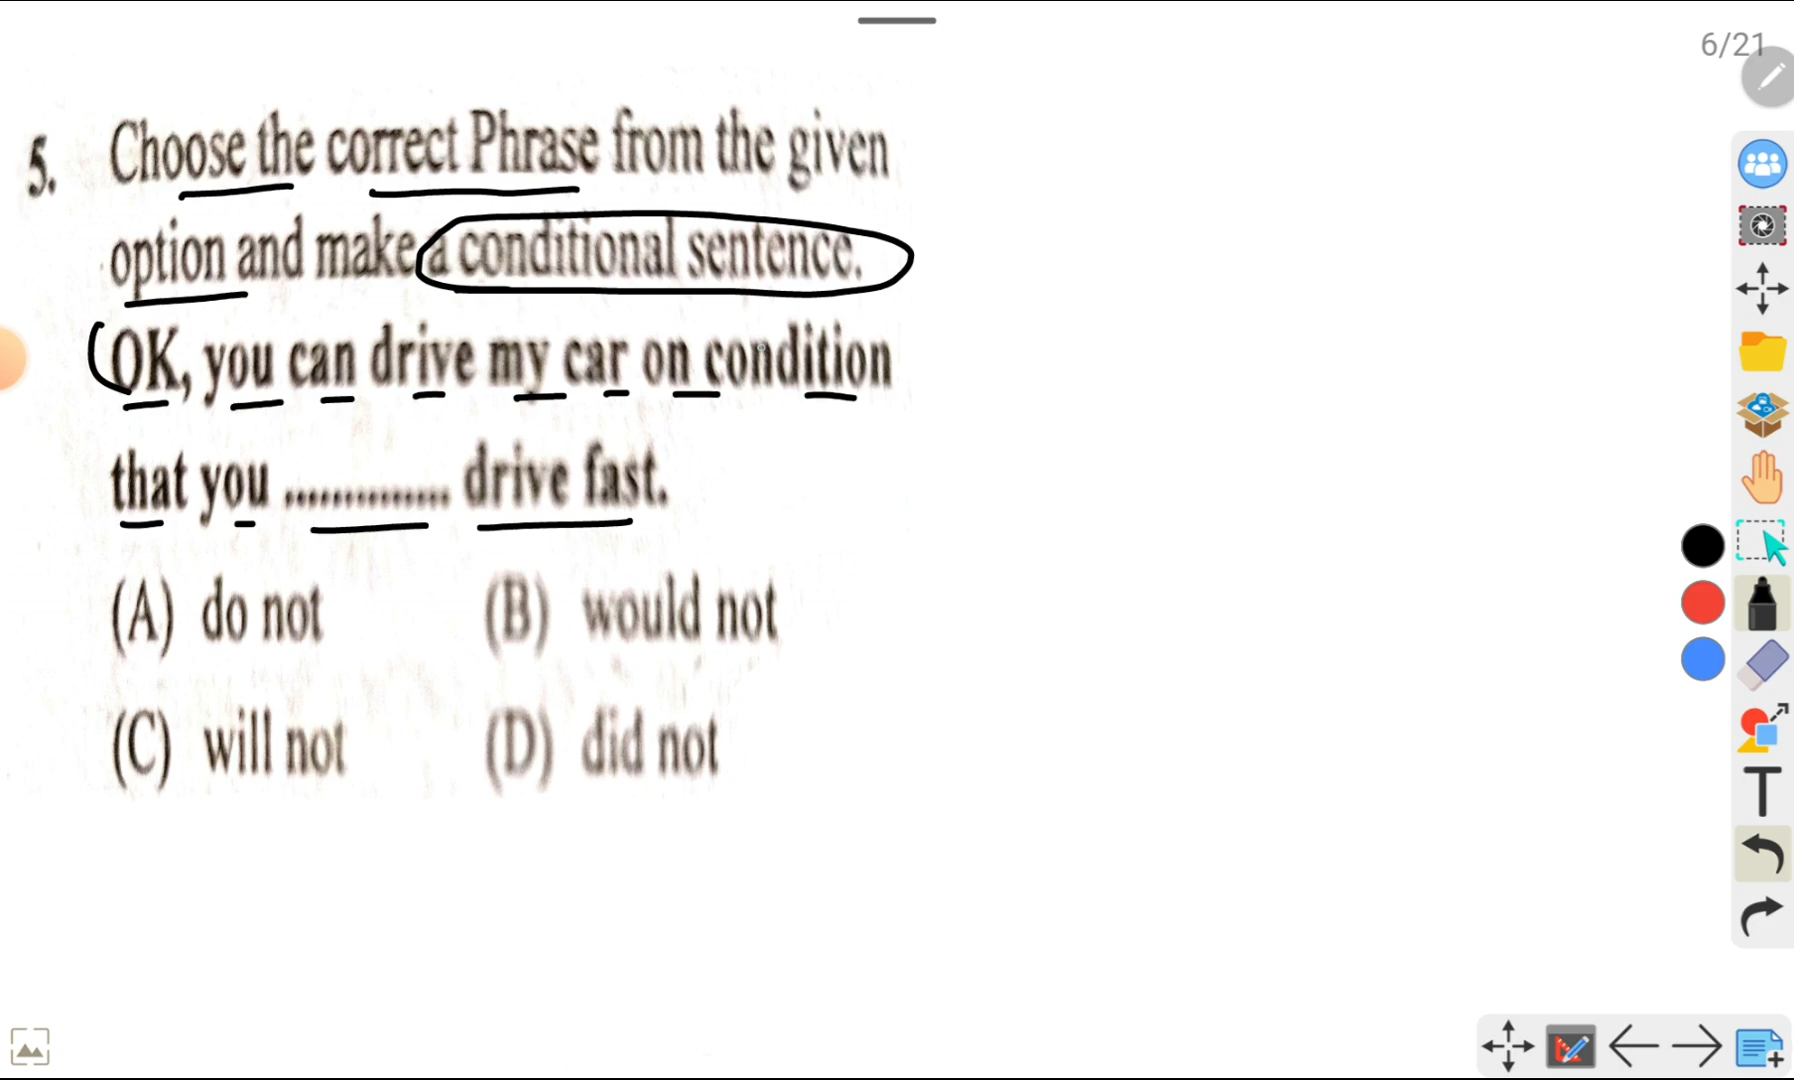 6/21
5. Choose the correct Phrase from the given
option and make a conditional sentence.
OK, you can drive my car on condition
that you .............. drive fast.
(A) do not (B) would not
(C) will not (D) did not
T